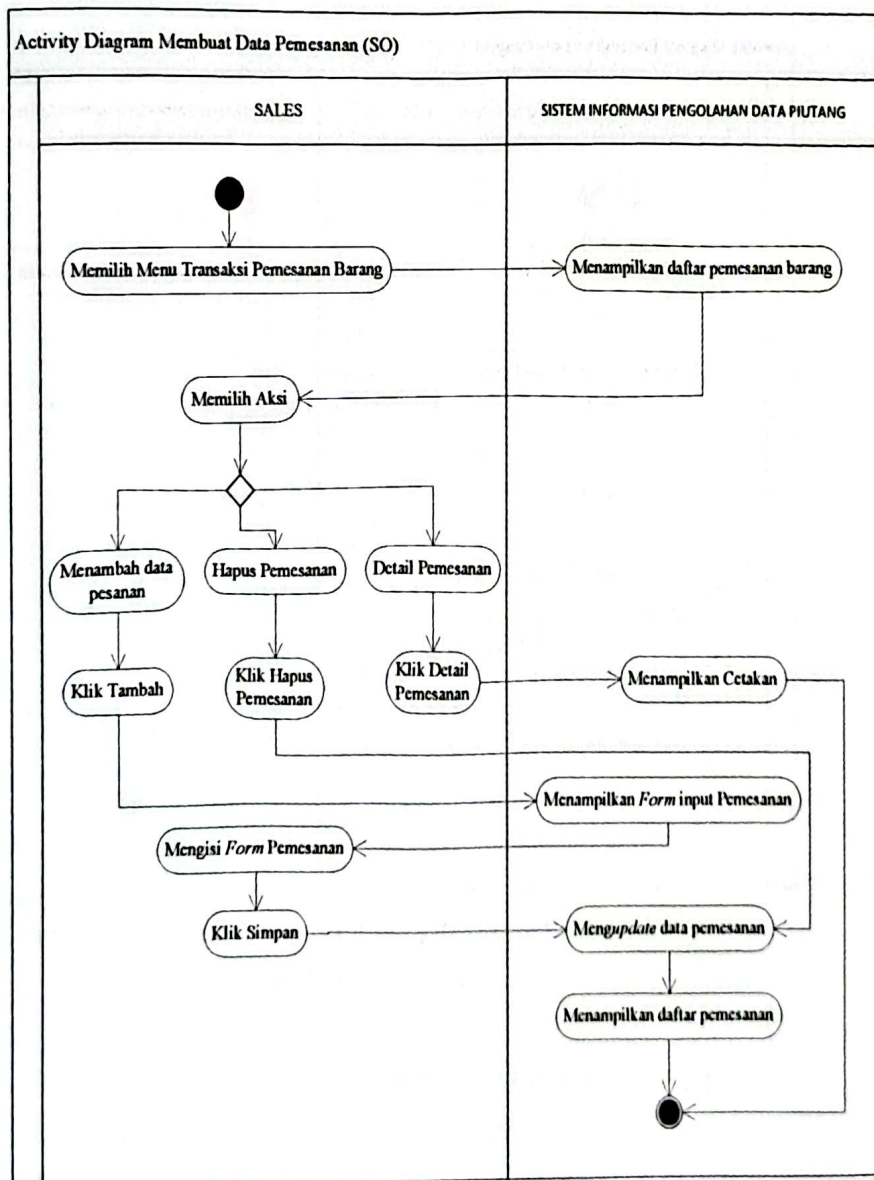 Activity Diagram Membuat Data Pemesanan (SO)
SALES
SISTEM INFORMASI PENGOLAHAN DATA PIUTANG
Memilih Menu Transaksi Pemesanan Barang
Menampilkan daftar pemesanan barang
Memilih Aksi
Menambah data
pesanan
Hapus Pemesanan
Detail Pemesanan
Klik Tambah
Klik Hapus
Pemesanan
Klik Detail
Pemesanan
Menampilkan Cetakan
Menampilkan Form input Pemesanan
Mengisi Form Pemesanan
Klik Simpan
Mengupdate data pemesanan
Menampilkan daftar pemesanan